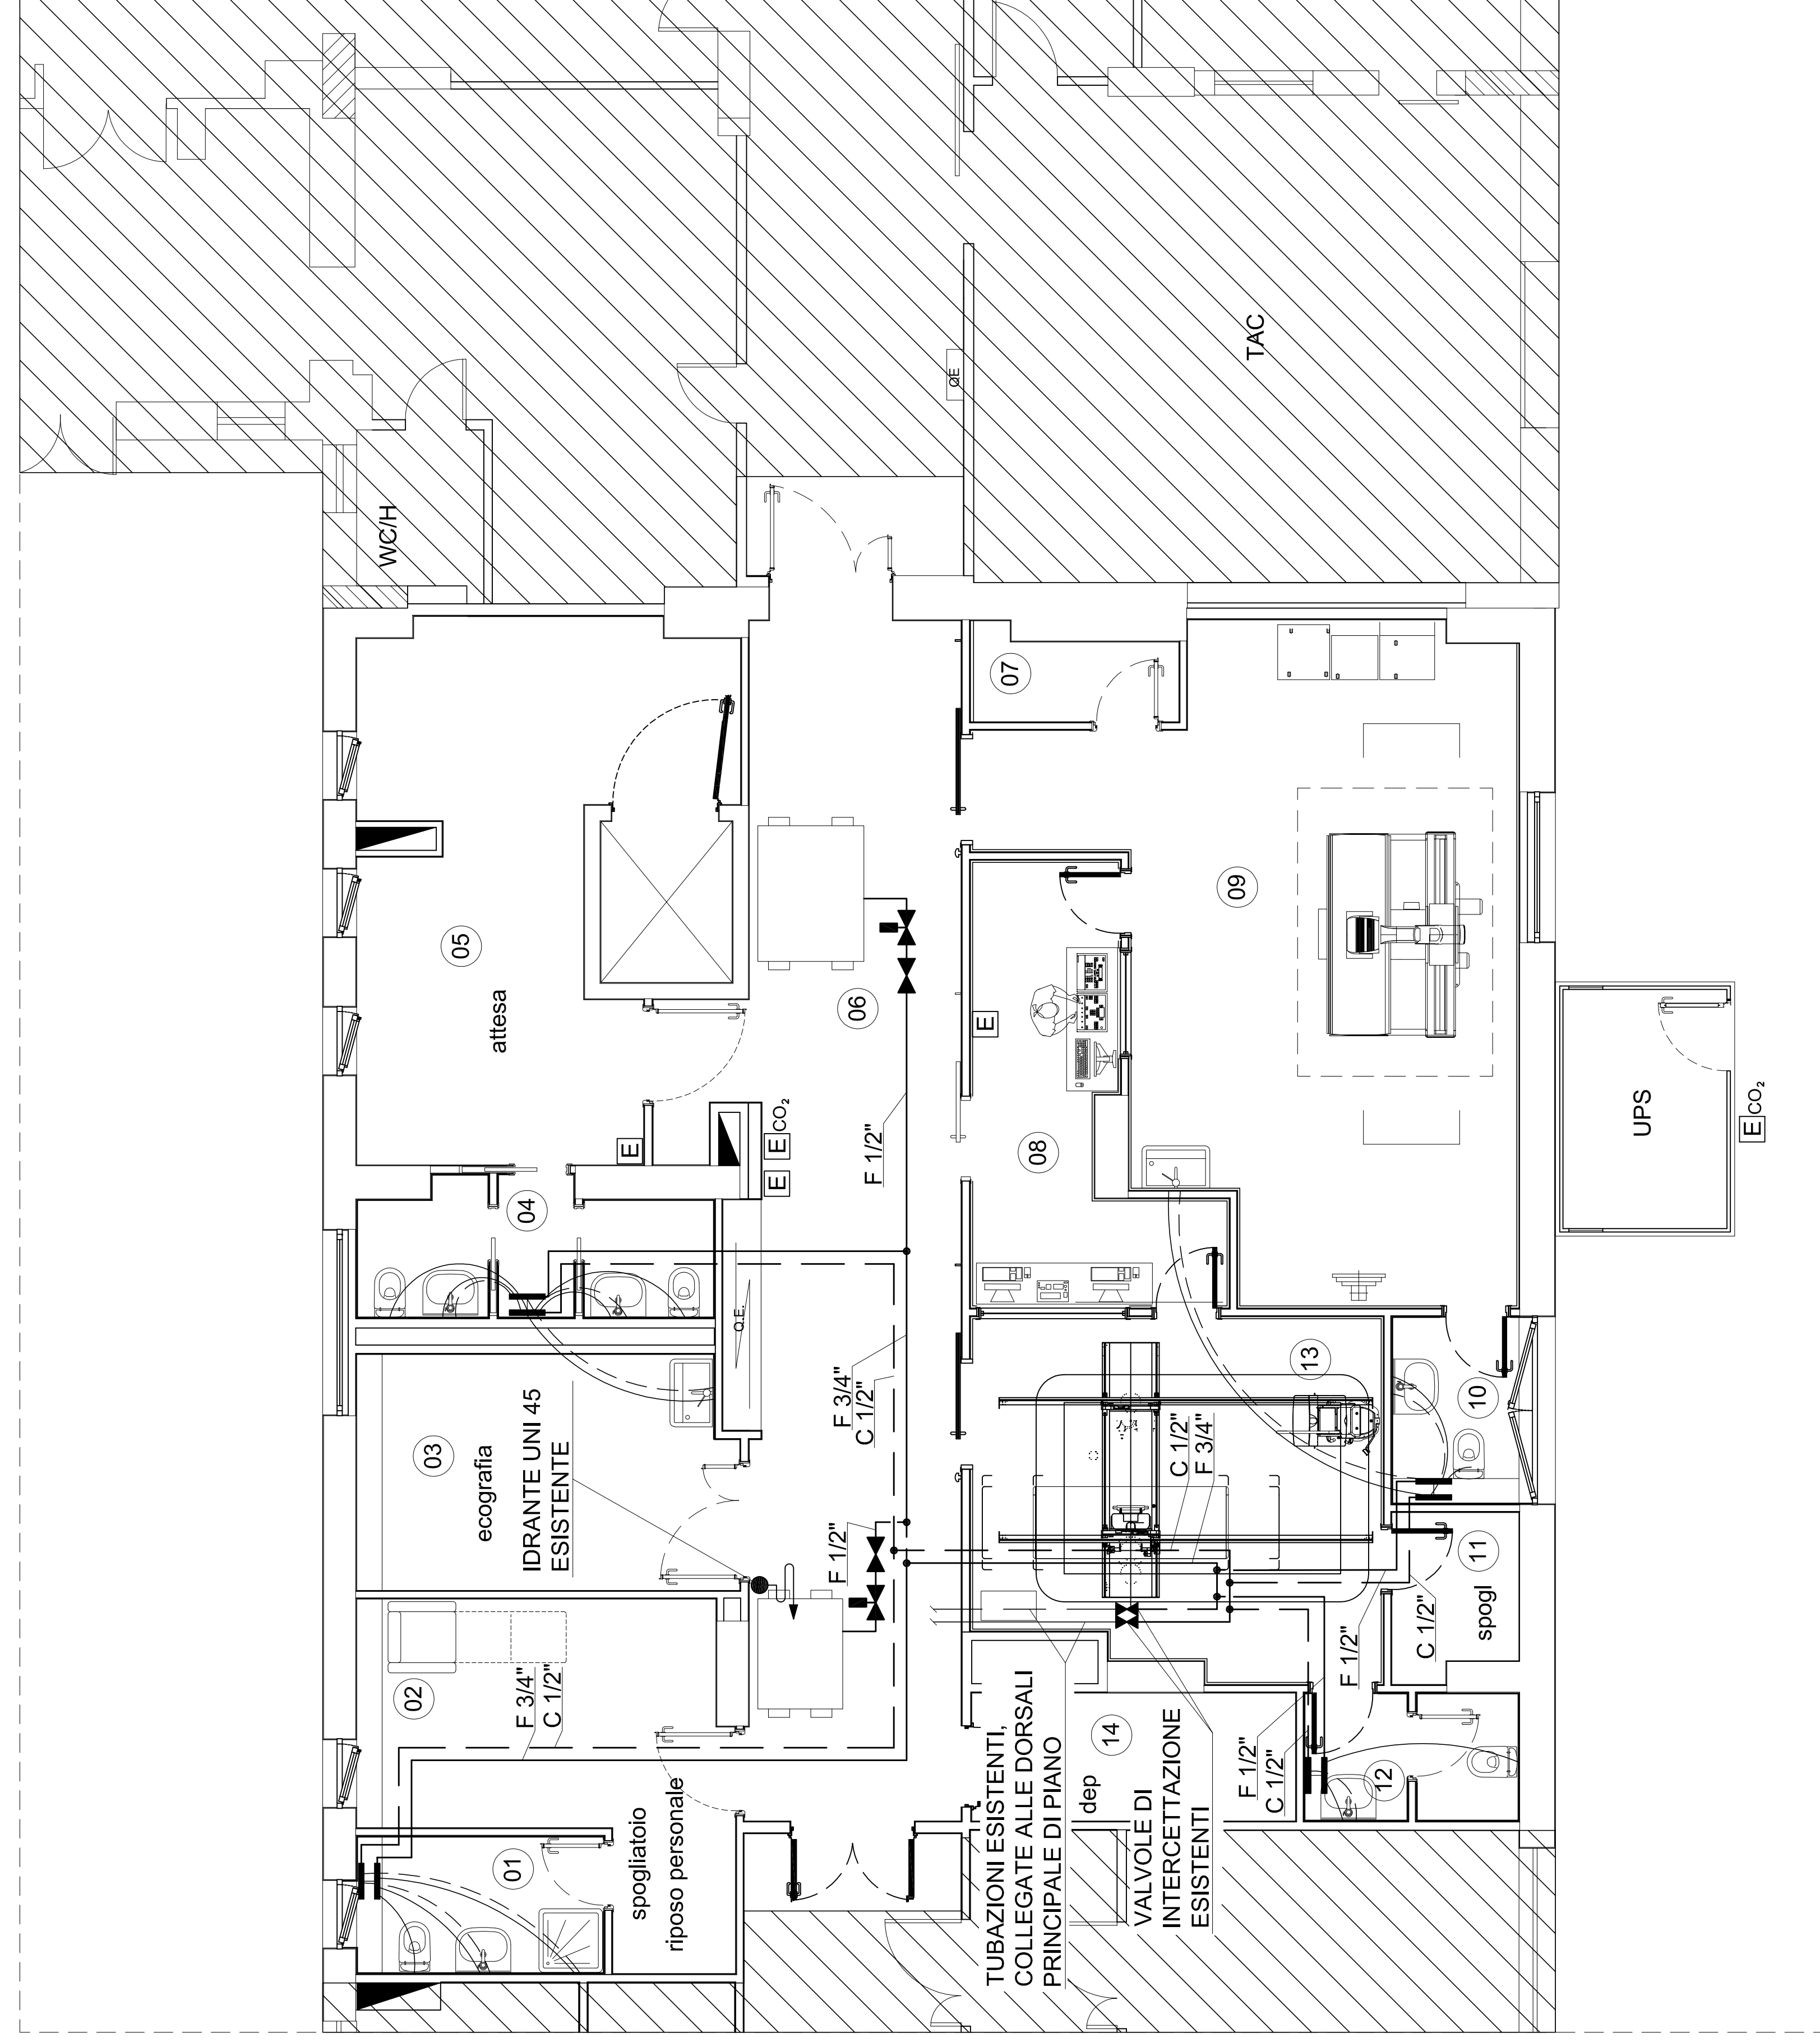 WC/H
TAC
QE
05
attesa
06
07
09
08
E
E
E
E CO₂
F 1/2"
04
Q.E.
UPS
E CO₂
03
ecografia
IDRANTE UNI 45
ESISTENTE
F 3/4"
C 1/2"
F 1/2"
13
10
C 1/2"
F 3/4"
11
spogl
F 1/2"
C 1/2"
02
F 3/4"
C 1/2"
01
spogliatoio
riposo personale
TUBAZIONI ESISTENTI,
COLLEGATE ALLE DORSALI
PRINCIPALE DI PIANO
14
dep
VALVOLE DI
INTERCETTAZIONE
ESISTENTI
F 1/2"
C 1/2"
12